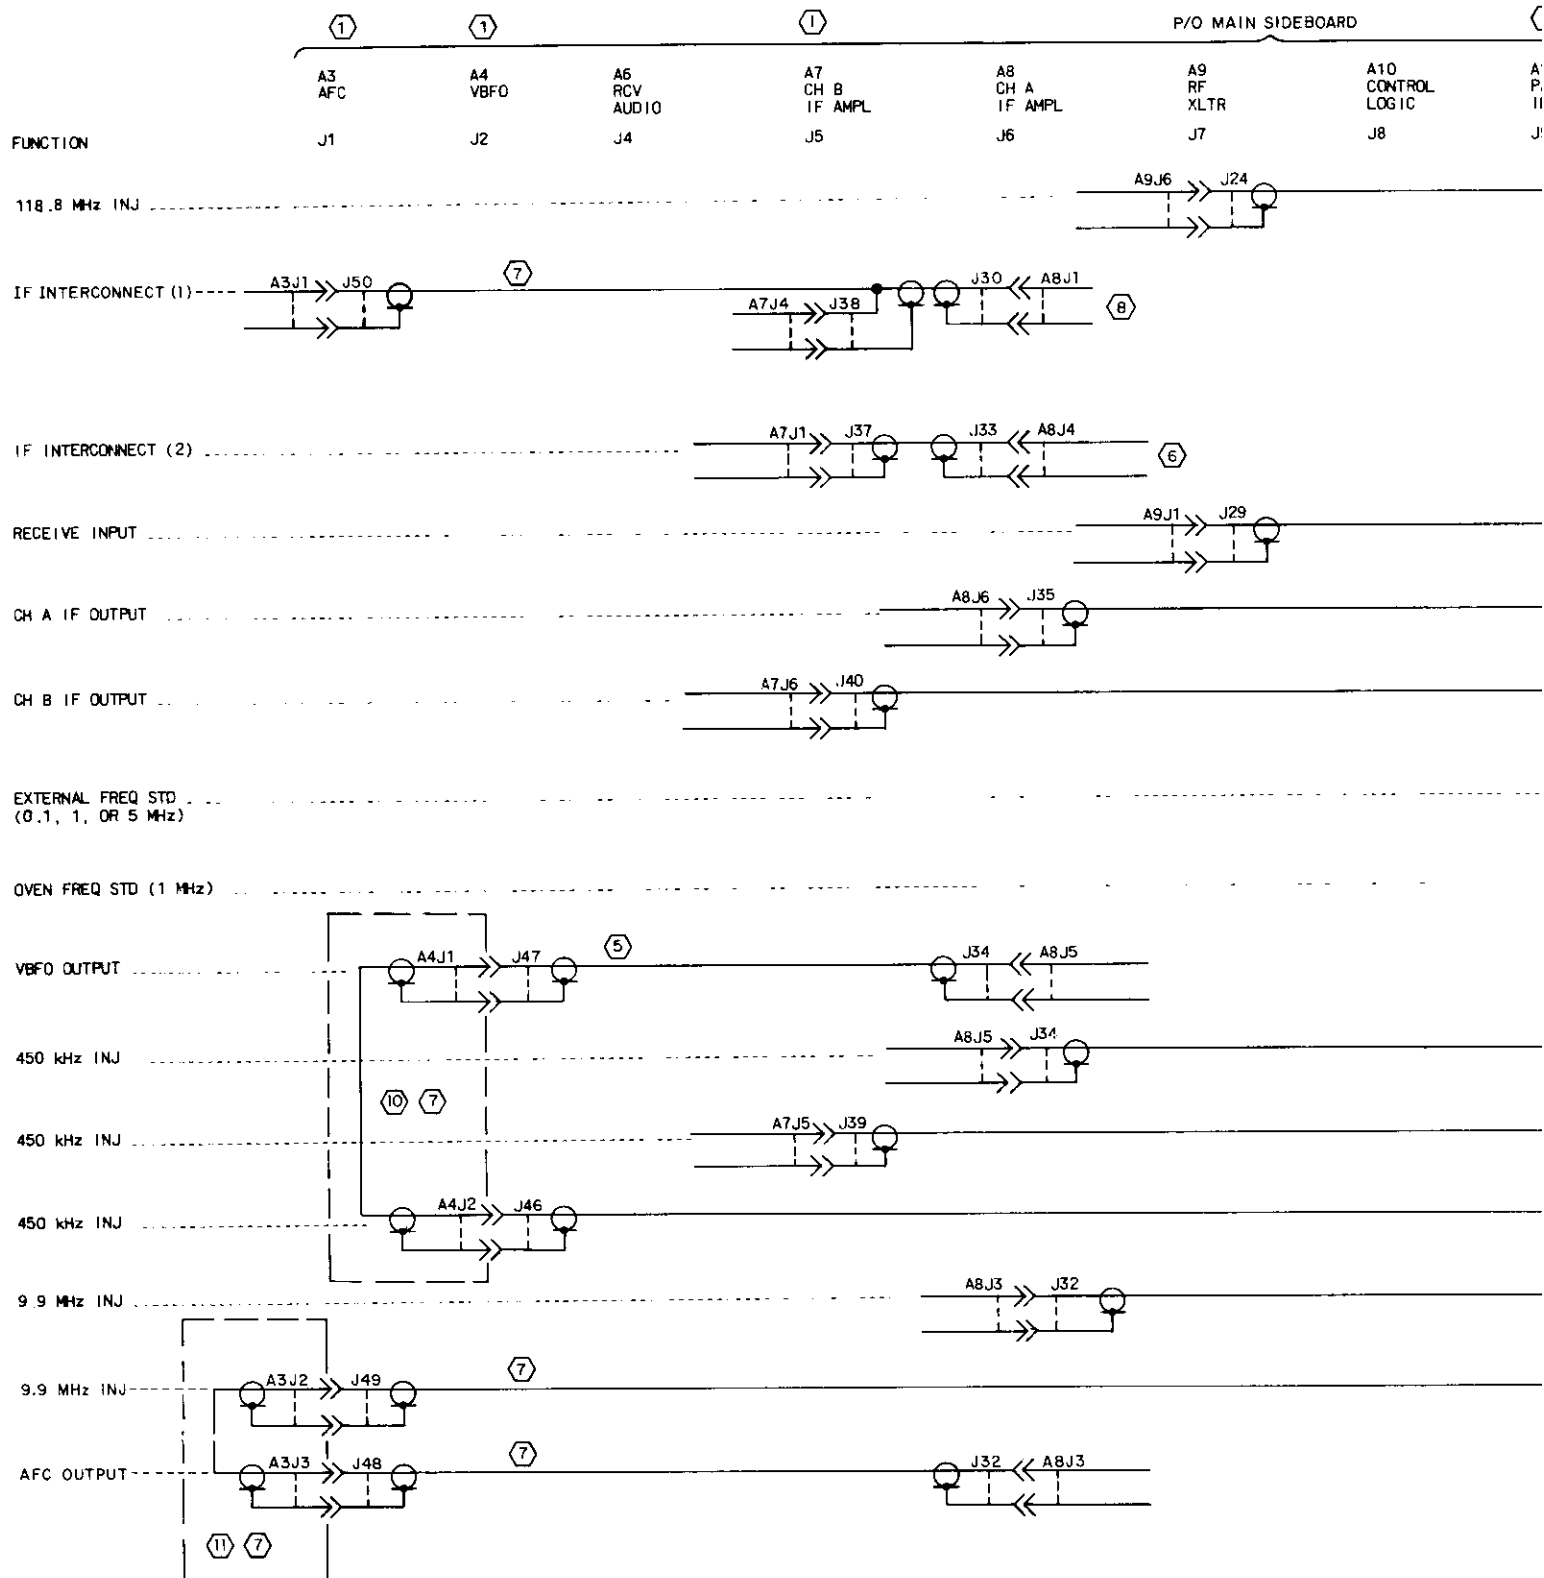 1 1 I P/O MAIN SIDEBOARD
A3 A4 A6 A7 A8 A9 A10
AFC VBFO RCV CH B CH A RF CONTROL
AUDIO IF AMPL IF AMPL XLTR LOGIC
FUNCTION J1 J2 J4 J5 J6 J7 J8
A9J6 J24
118.8 MHz INJ
IF INTERCONNECT (1) A3J1 J50 7 J30 A8J1
A7J4 J38 8
IF INTERCONNECT (2) A7J1 J37 J33 A8J4 6
RECEIVE INPUT A9J1 J29
CH A IF OUTPUT A8J6 J35
CH B IF OUTPUT A7J6 J40
EXTERNAL FREQ STD
(0.1, 1, OR 5 MHz)
OVEN FREQ STD (1 MHz)
VBFO OUTPUT A4J1 J47 5 J34 A8J5
450 kHz INJ A8J5 J34
10 7
450 kHz INJ A7J5 J39
450 kHz INJ A4J2 J46
9.9 MHz INJ A8J3 J32
9.9 MHz INJ A3J2 J49 7
AFC OUTPUT A3J3 J48 7 J32 A8J3
11 7